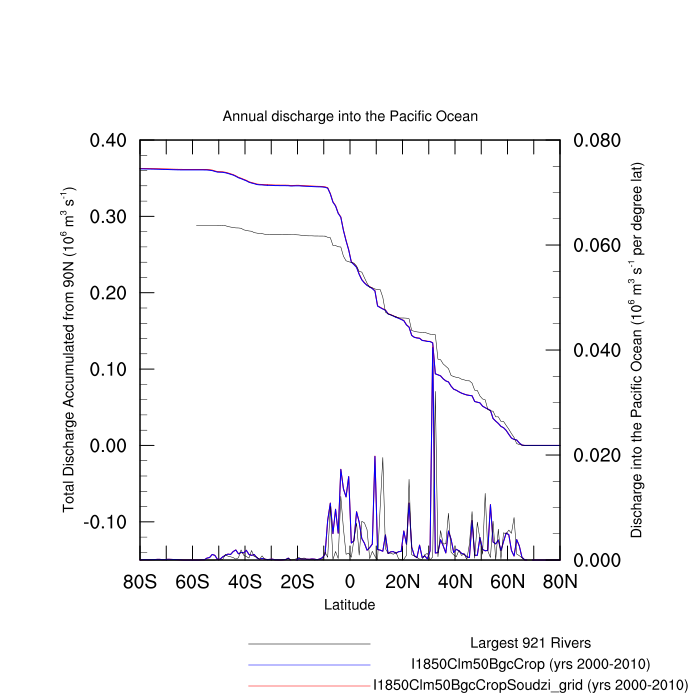 Annual discharge into the Pacific Ocean
0.40
0.30
0.20
0.10
0.00
-0.10
Total Discharge Accumulated from 90N (10⁶ m³ s⁻¹)
0.080
0.060
0.040
0.020
0.000
Discharge into the Pacific Ocean (10⁶ m³ s⁻¹ per degree lat)
80S 60S 40S 20S 0 20N 40N 60N 80N
Latitude
Largest 921 Rivers
I1850Clm50BgcCrop (yrs 2000-2010)
I1850Clm50BgcCropSoudzi_grid (yrs 2000-2010)